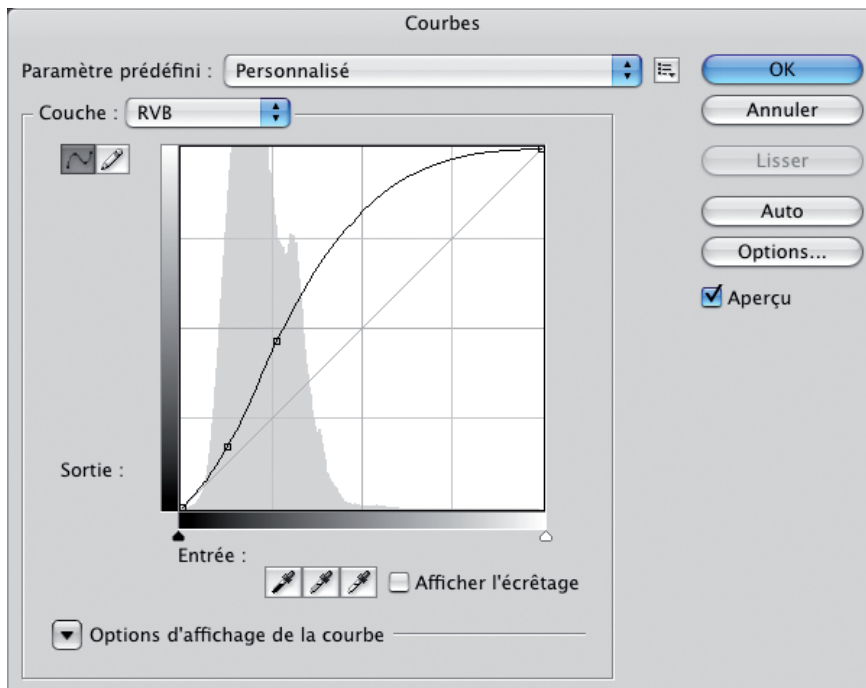 Courbes
Paramètre prédéfini : Personnalisé
OK
Couche : RVB
Annuler
Lisser
Auto
Options...
Aperçu
Sortie :
Entrée :
Afficher l'écrêtage
Options d'affichage de la courbe